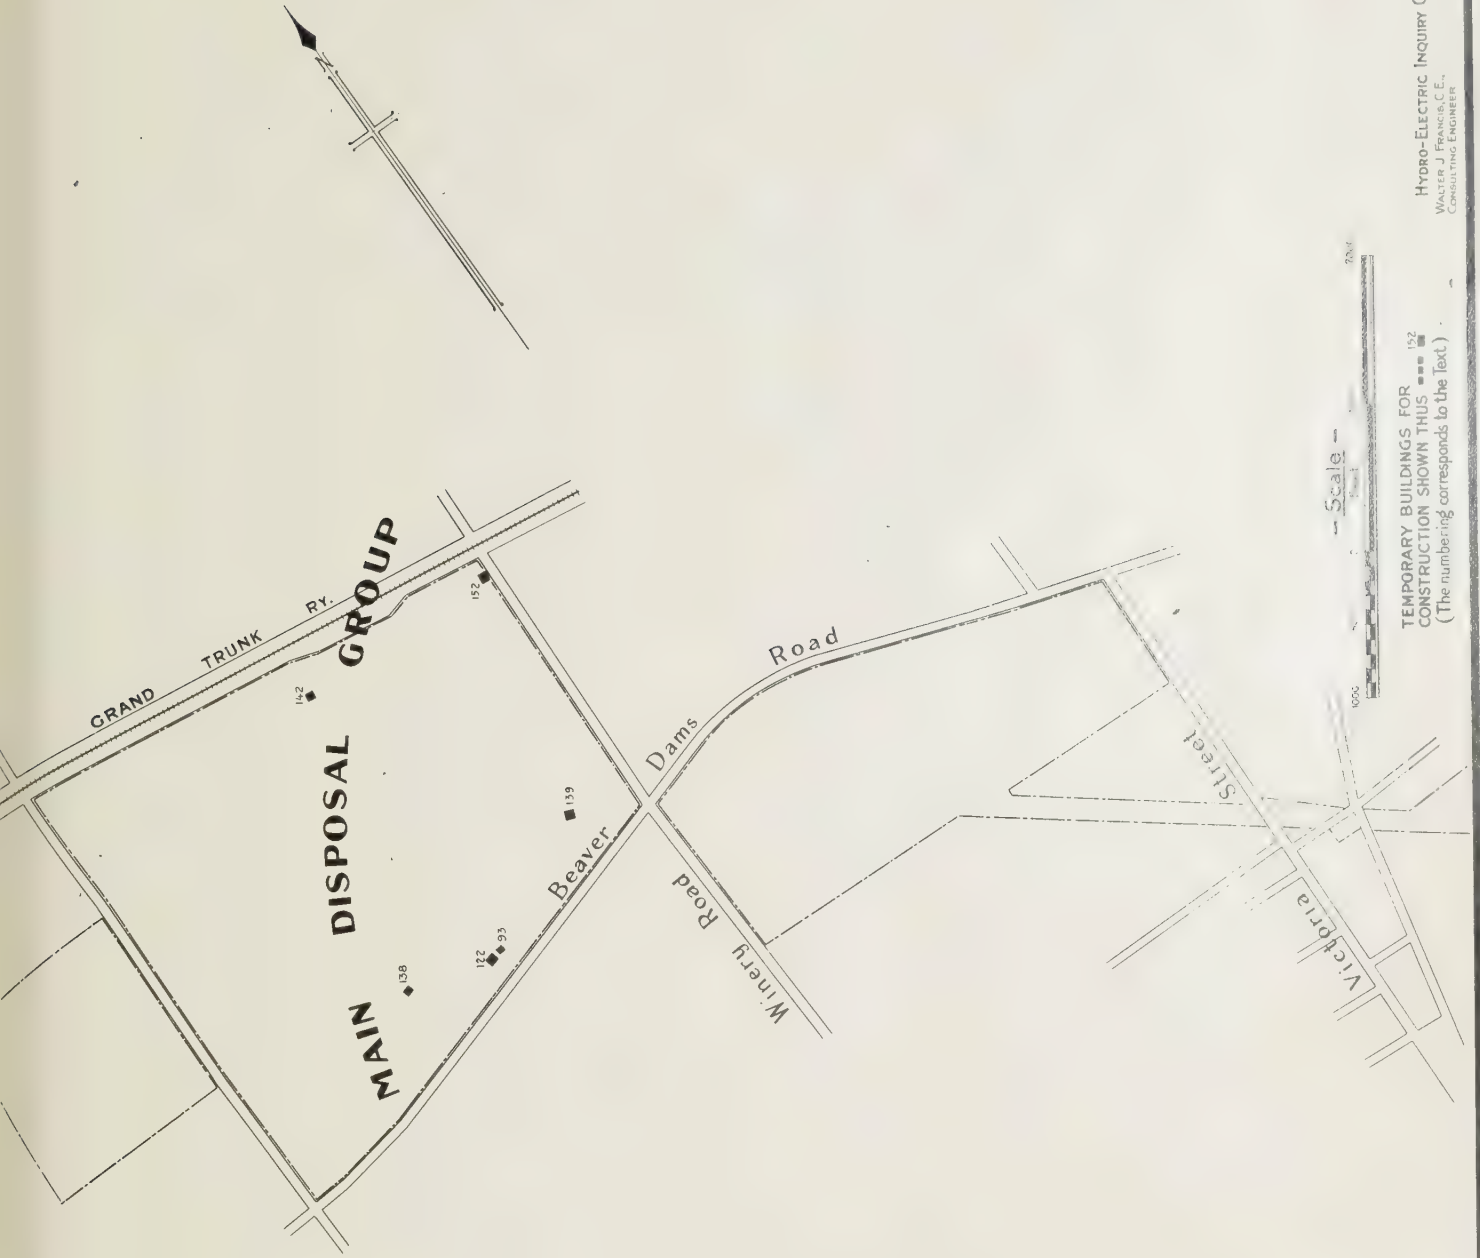 N
GRAND TRUNK RY.
MAIN DISPOSAL GROUP
152
142
139
122
93
138
Beaver Dams Road
Winery Road
Victoria Street
- Scale -
1000
TEMPORARY BUILDINGS FOR
CONSTRUCTION SHOWN THUS 152
(The numbering corresponds to the Text)
HYDRO-ELECTRIC INQUIRY C
WALTER J FRANCIS, C.E.,
CONSULTING ENGINEER